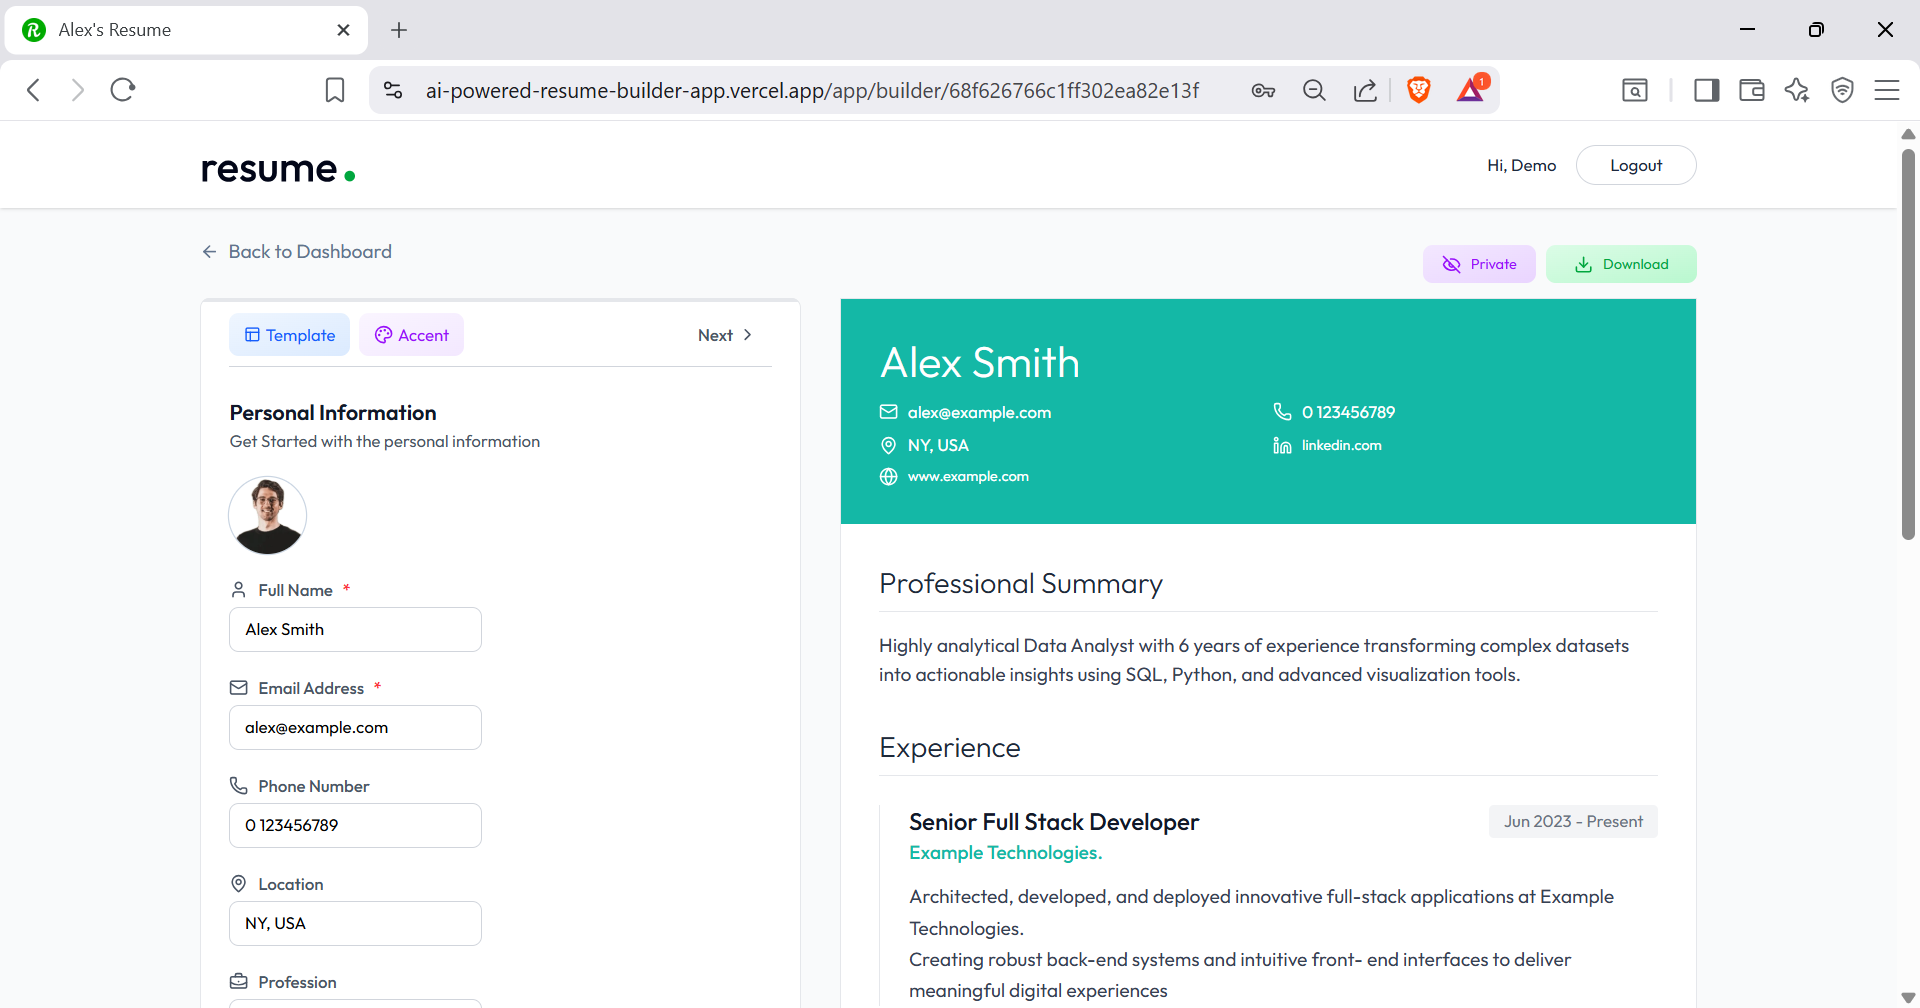 Alex's Resume
ai-powered-resume-builder-app.vercel.app/app/builder/68f626766c1ff302ea82e13f
1
resume.
Hi, Demo
Logout
Back to Dashboard
Private
Download
Template
Accent
Next
Personal Information
Get Started with the personal information
Full Name *
Alex Smith
Email Address *
alex@example.com
Phone Number
0 123456789
Location
NY, USA
Profession
Alex Smith
alex@example.com
0 123456789
NY, USA
linkedin.com
www.example.com
Professional Summary
Highly analytical Data Analyst with 6 years of experience transforming complex datasets
into actionable insights using SQL, Python, and advanced visualization tools.
Experience
Senior Full Stack Developer
Jun 2023 - Present
Example Technologies.
Architected, developed, and deployed innovative full-stack applications at Example
Technologies.
Creating robust back-end systems and intuitive front- end interfaces to deliver
meaningful digital experiences